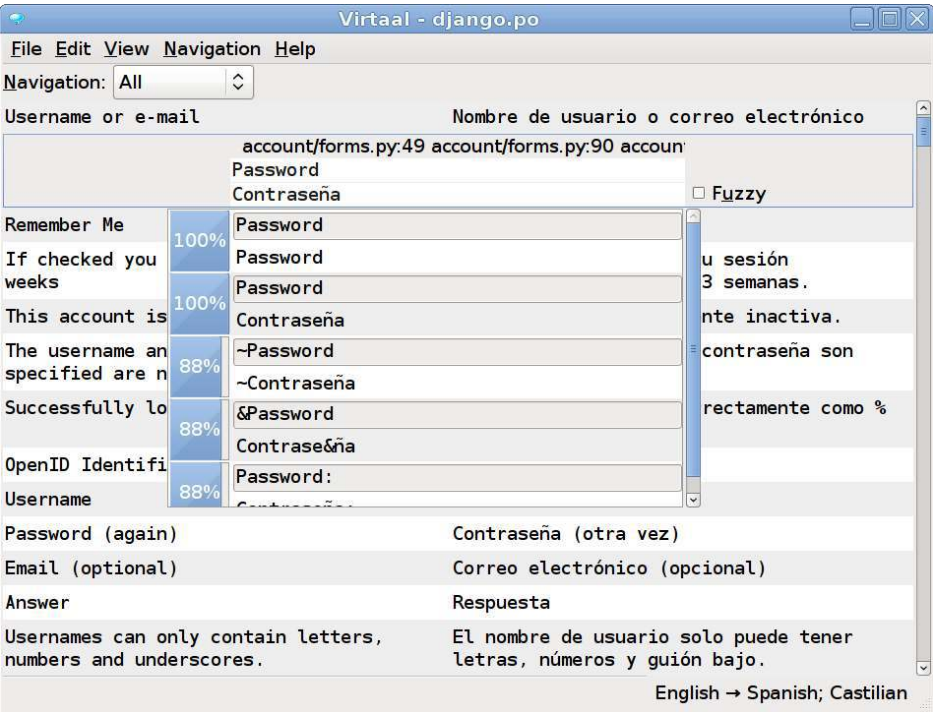 Virtaal - django.po
File Edit View Navigation Help
Navigation: All
Username or e-mail
Nombre de usuario o correo electrónico
account/forms.py:49 account/forms.py:90
Password
Contraseña
Fuzzy
Remember Me
100%
Password
Password
100%
Password
Contraseña
88%
~Password
~Contraseña
88%
&Password
Contrase&ña
88%
Password:
If checked you
weeks
u sesión
3 semanas.
This account is
nte inactiva.
The username an
specified are n
contraseña son
Successfully lo
rectamente como %
OpenID Identifi
Username
Password (again)
Contraseña (otra vez)
Email (optional)
Correo electrónico (opcional)
Answer
Respuesta
Usernames can only contain letters,
numbers and underscores.
El nombre de usuario solo puede tener
letras, números y guión bajo.
English → Spanish; Castilian